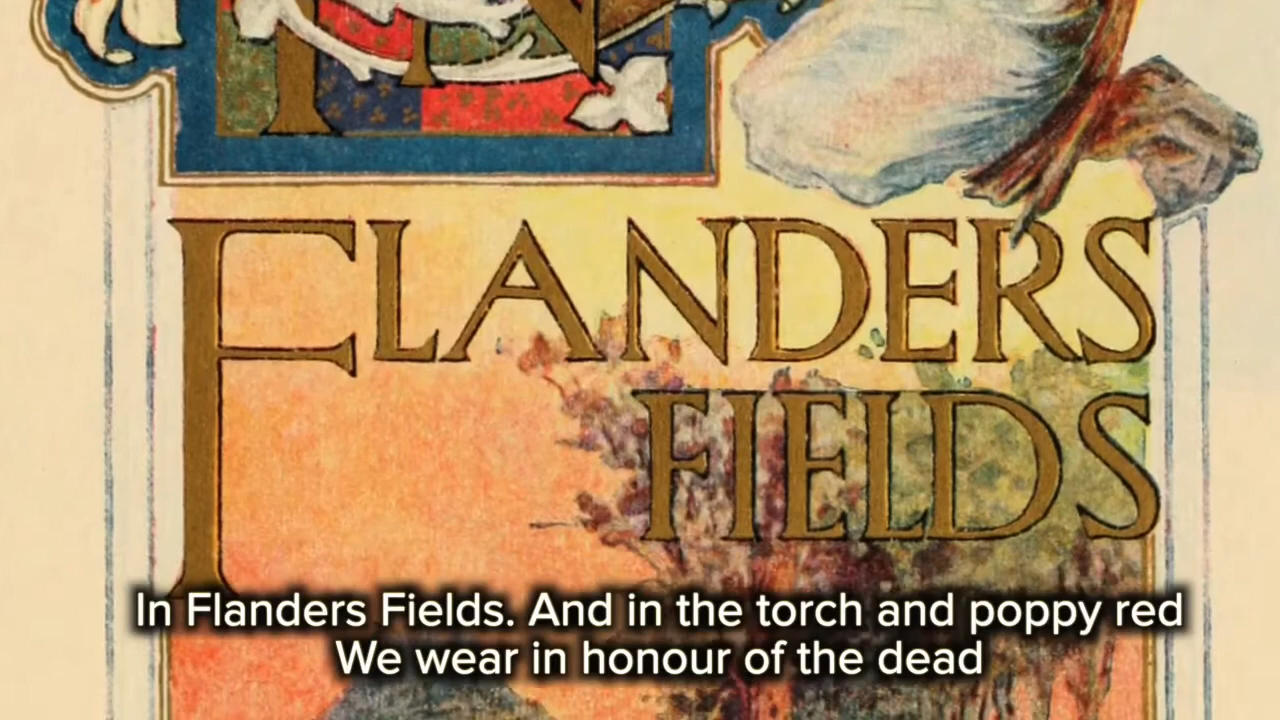 FLANDERS
FIELDS
In Flanders Fields. And in the torch and poppy red
We wear in honour of the dead